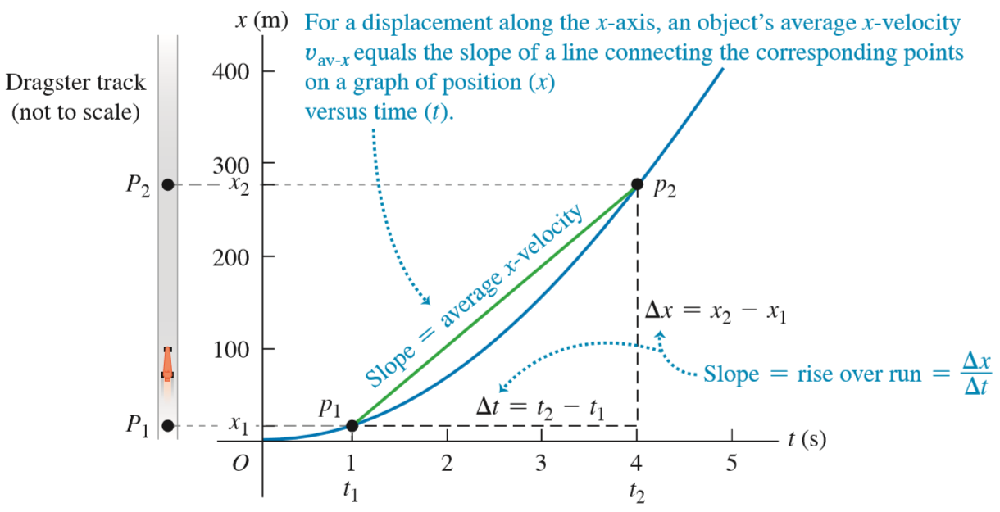 x (m)
For a displacement along the x-axis, an object's average x-velocity
v_av-x equals the slope of a line connecting the corresponding points
on a graph of position (x)
versus time (t).
Dragster track
(not to scale)
400
300
P₂
x₂
p₂
200
Slope = average x-velocity
Δx = x₂ − x₁
100
Slope = rise over run = Δx/Δt
p₁
Δt = t₂ − t₁
P₁
x₁
t (s)
O
1
2
3
4
5
t₁
t₂